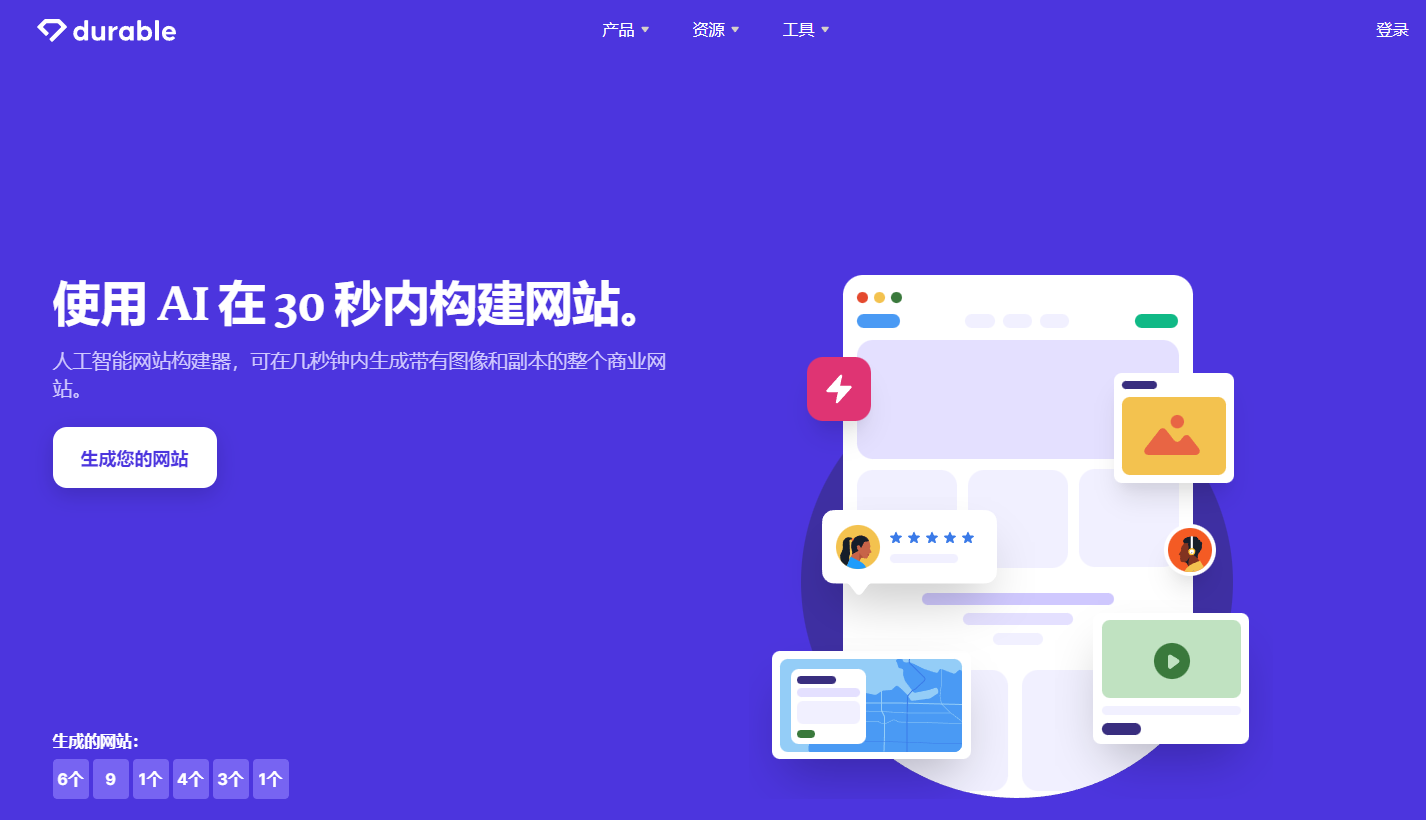 durable
产品
资源
工具
登录
使用 AI 在 30 秒内构建网站。
人工智能网站构建器，可在几秒钟内生成带有图像和副本的整个商业网
站。
生成您的网站
生成的网站：
6个 9 1个 4个 3个 1个